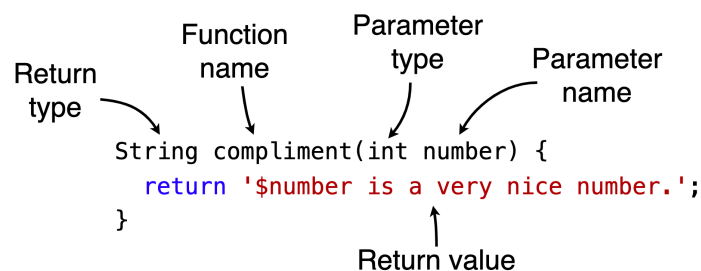 Return
type
Function
name
Parameter
type
Parameter
name
String compliment(int number) {
  return '$number is a very nice number.';
}
Return value